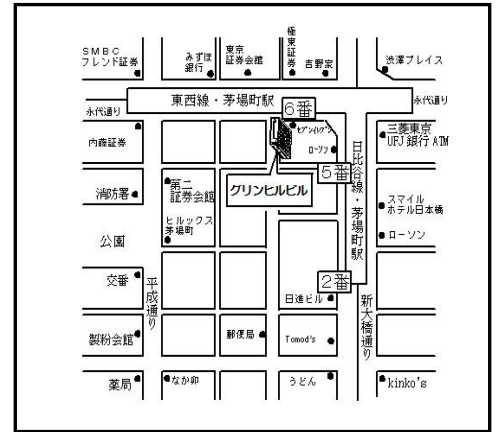 SMBC
フレンド証券
みずほ
銀行
東京
証券会館
極東証券
吉野家
渋澤プレイス
永代通り
東西線・茅場町駅
6番
永代通り
内藤証券
セブンイレブン
ローソン
5番
三菱東京
UFJ銀行ATM
日比谷線・茅場町駅
消防署
第二
証券会館
グリンヒルビル
スマイル
ホテル日本橋
公園
ヒルックス
茅場町
ローソン
交番
平成通り
2番
日進ビル
新大橋通り
製粉会館
郵便局
Tomod's
薬局
なか卯
うどん
kinko's